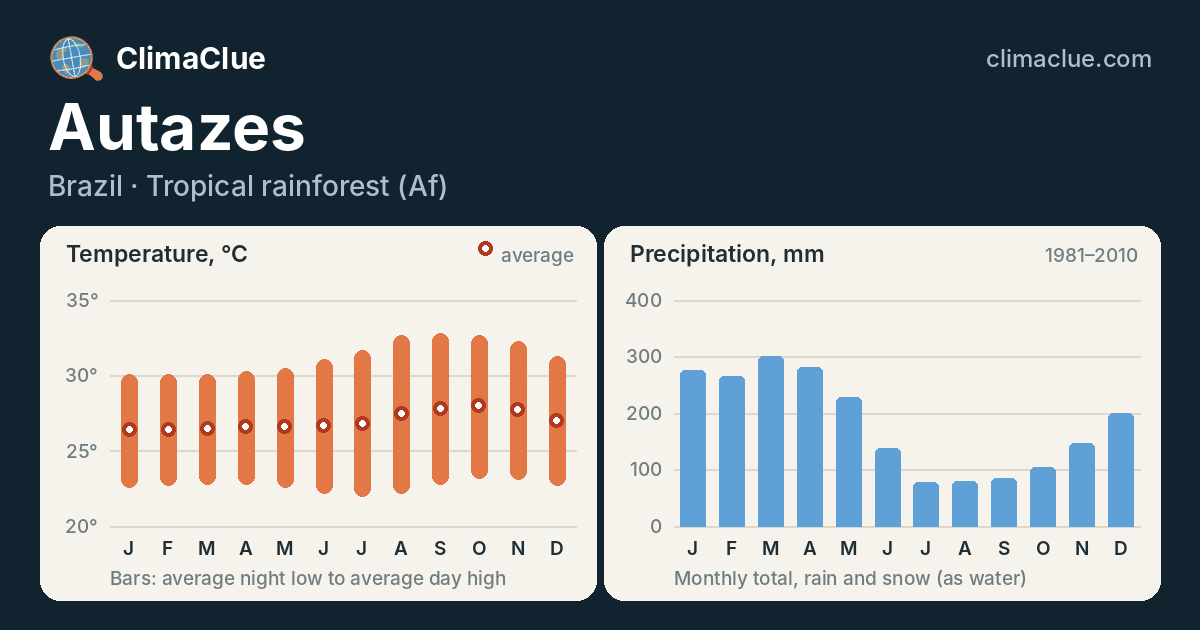 ClimaClue
climaclue.com
Autazes
Brazil · Tropical rainforest (Af)
Temperature, °C
average
35°
30°
25°
20°
J F M A M J J A S O N D
Bars: average night low to average day high
Precipitation, mm
1981–2010
400
300
200
100
0
J F M A M J J A S O N D
Monthly total, rain and snow (as water)